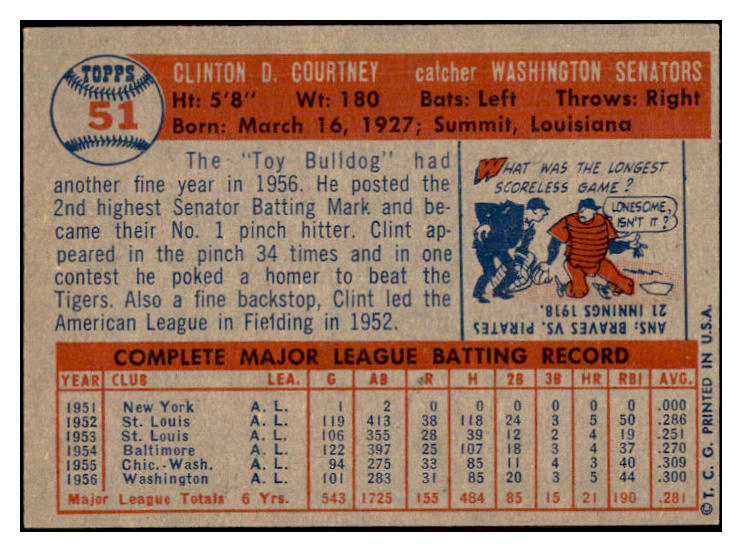 TOPPS
51
CLINTON D. COURTNEY catcher WASHINGTON SENATORS
Ht: 5'8" Wt: 180 Bats: Left Throws: Right
Born: March 16, 1927; Summit, Louisiana
The "Toy Bulldog" had
another fine year in 1956. He posted the
2nd highest Senator Batting Mark and be-
came their No. 1 pinch hitter. Clint ap-
peared in the pinch 34 times and in one
contest he poked a homer to beat the
Tigers. Also a fine backstop, Clint led the
American League in Fielding in 1952.
WHAT WAS THE LONGEST
SCORELESS GAME?
LONESOME,
ISN'T IT?
ANS: BRAVES VS. PIRATES
21 INNINGS 1918.
COMPLETE MAJOR LEAGUE BATTING RECORD
YEAR CLUB LEA. G AB R H 2B 3B HR RBI AVG.
1951 New York A. L. 1 2 0 0 0 0 0 0 .000
1952 St. Louis A. L. 119 413 38 118 24 3 5 50 .286
1953 St. Louis A. L. 106 355 28 39 12 2 4 19 .251
1954 Baltimore A. L. 122 397 25 107 18 3 4 37 .270
1955 Chic.-Wash. A. L. 94 275 33 85 11 4 3 40 .309
1956 Washington A. L. 101 283 31 85 20 3 5 44 .300
Major League Totals 6 Yrs. 543 1725 155 484 85 15 21 190 .281
© T. C. G. PRINTED IN U.S.A.